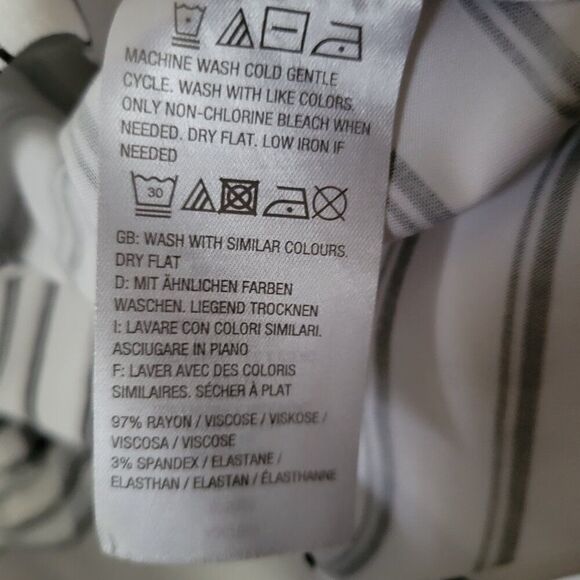 MACHINE WASH COLD GENTLE
CYCLE. WASH WITH LIKE COLORS.
ONLY NON-CHLORINE BLEACH WHEN
NEEDED. DRY FLAT. LOW IRON IF
NEEDED
30
GB: WASH WITH SIMILAR COLOURS.
DRY FLAT
D: MIT ÄHNLICHEN FARBEN
WASCHEN. LIEGEND TROCKNEN
I: LAVARE CON COLORI SIMILARI.
ASCIUGARE IN PIANO
F: LAVER AVEC DES COLORIS
SIMILAIRES. SÉCHER À PLAT
97% RAYON / VISCOSE / VISKOSE /
VISCOSA / VISCOSE
3% SPANDEX / ELASTANE /
ELASTHAN / ELASTAN / ÉLASTHANNE